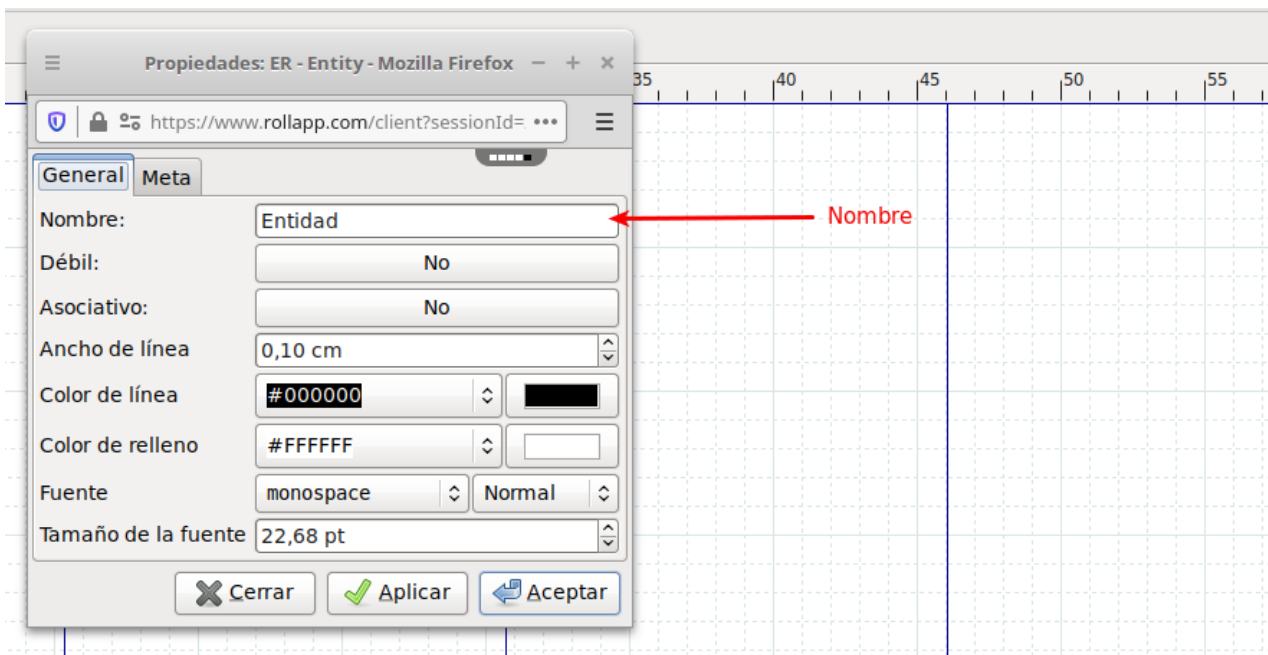 Propiedades: ER - Entity - Mozilla Firefox
35 40 45 50 55
https://www.rollapp.com/client?sessionId=
General Meta
Nombre: Entidad
Nombre
Débil: No
Asociativo: No
Ancho de línea 0,10 cm
Color de línea #000000
Color de relleno #FFFFFF
Fuente monospace Normal
Tamaño de la fuente 22,68 pt
Cerrar Aplicar Aceptar